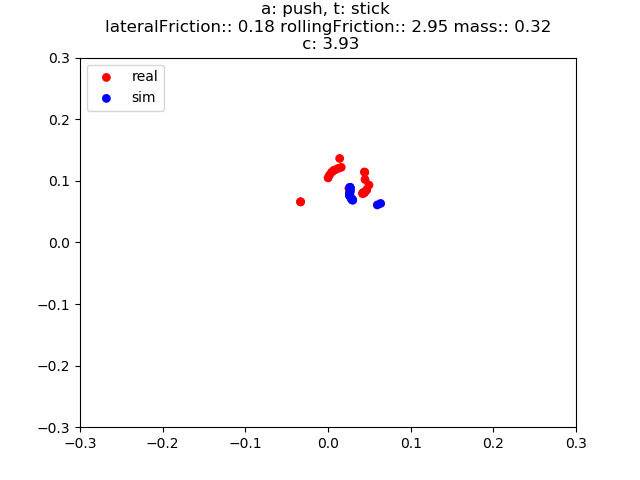 a: push, t: stick
lateralFriction:: 0.18 rollingFriction:: 2.95 mass:: 0.32
c: 3.93
real
sim
0.3
0.2
0.1
0.0
−0.1
−0.2
−0.3
−0.3 −0.2 −0.1 0.0 0.1 0.2 0.3